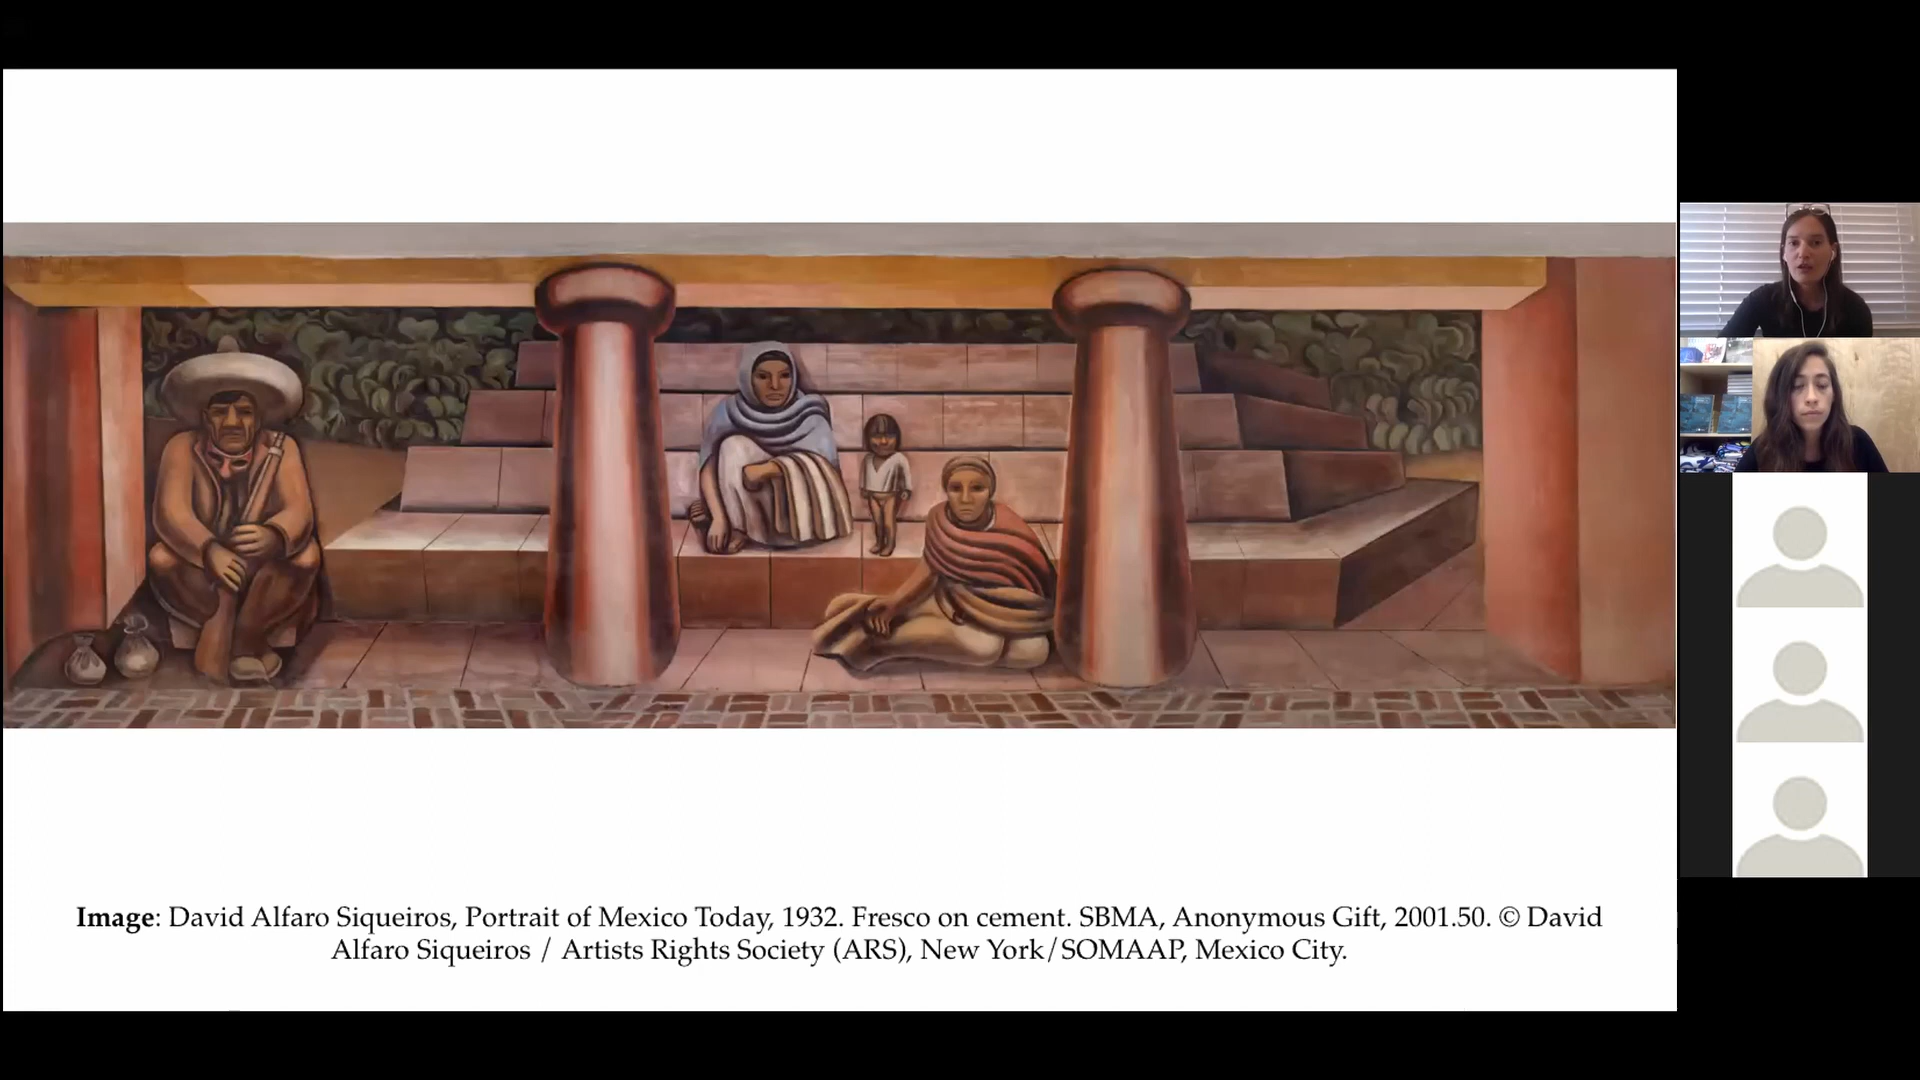 Image: David Alfaro Siqueiros, Portrait of Mexico Today, 1932. Fresco on cement. SBMA, Anonymous Gift, 2001.50. © David
Alfaro Siqueiros / Artists Rights Society (ARS), New York/SOMAAP, Mexico City.